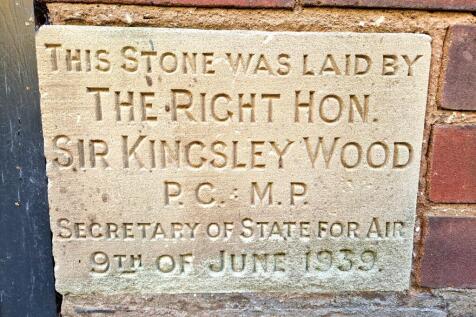 THIS STONE WAS LAID BY
THE RIGHT HON.
SIR KINGSLEY WOOD
P.C. M.P.
SECRETARY OF STATE FOR AIR
9TH OF JUNE 1939.